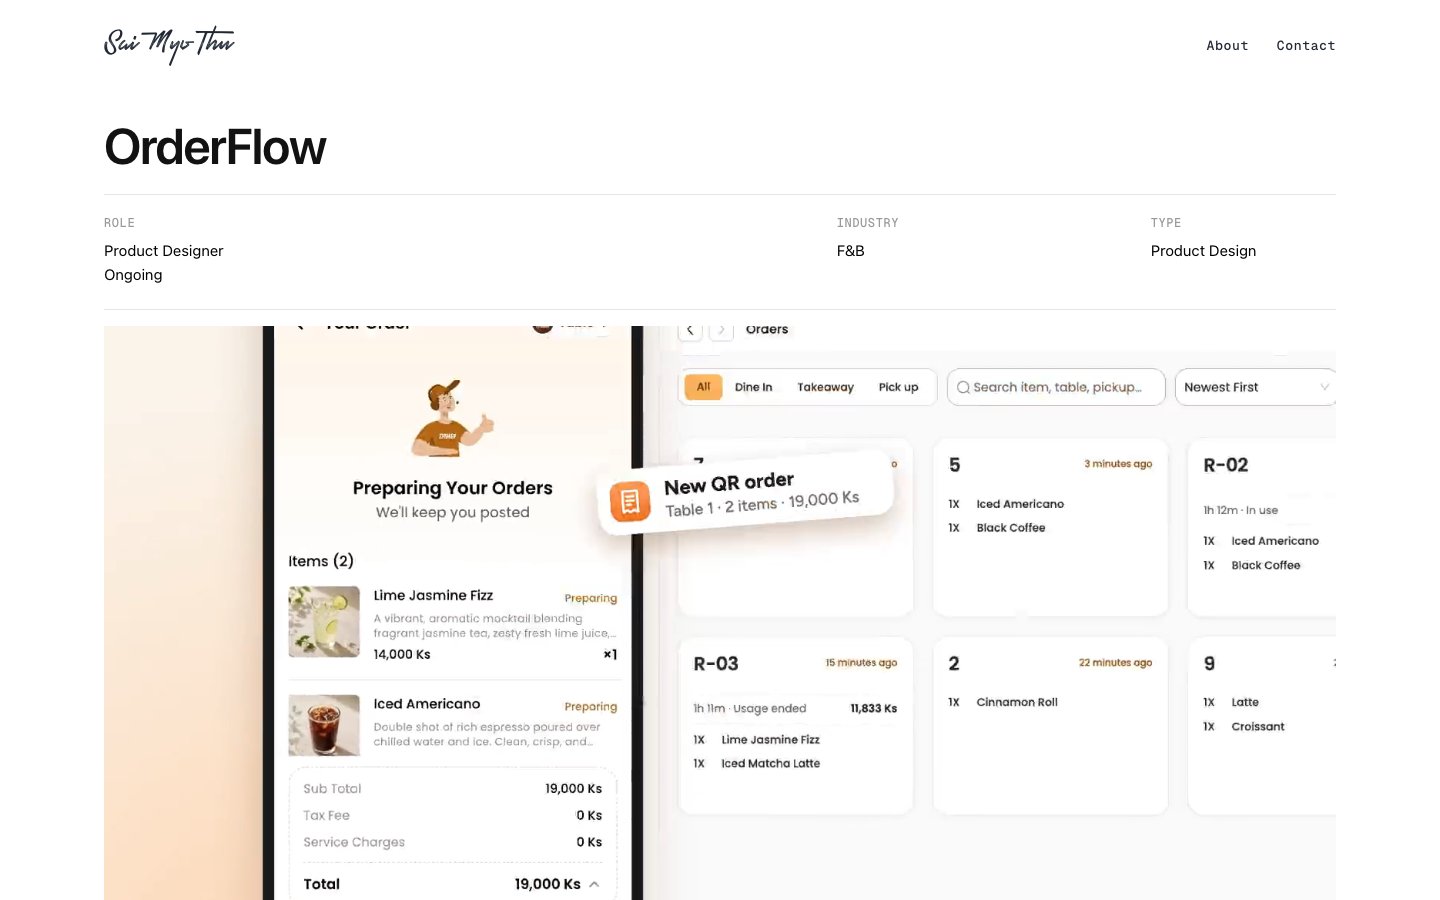 Sai Myo Thu
About
Contact
OrderFlow
ROLE
Product Designer
Ongoing
INDUSTRY
F&B
TYPE
Product Design
Your Order
Preparing Your Orders
We'll keep you posted
Items (2)
Lime Jasmine Fizz
Preparing
A vibrant, aromatic mocktail blending
fragrant jasmine tea, zesty fresh lime juice,...
14,000 Ks
×1
Iced Americano
Preparing
Double shot of rich espresso poured over
chilled water and ice. Clean, crisp, and...
Sub Total
19,000 Ks
Tax Fee
0 Ks
Service Charges
0 Ks
Total
19,000 Ks
New QR order
Table 1 · 2 items · 19,000 Ks
Orders
All
Dine In
Takeaway
Pick up
Search item, table, pickup...
Newest First
5
3 minutes ago
1X Iced Americano
1X Black Coffee
R-02
1h 12m · In use
1X Iced Americano
1X Black Coffee
R-03
15 minutes ago
1h 11m · Usage ended
11,833 Ks
1X Lime Jasmine Fizz
1X Iced Matcha Latte
2
22 minutes ago
1X Cinnamon Roll
9
1X Latte
1X Croissant